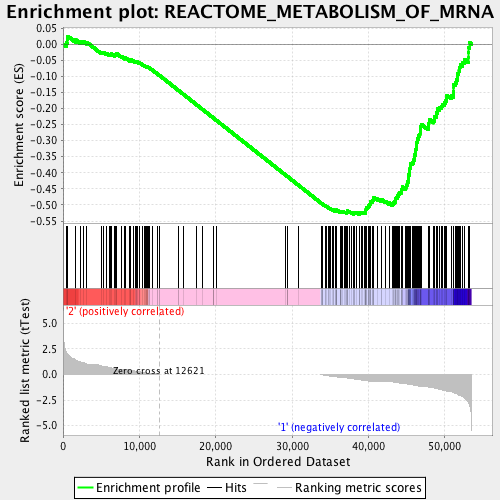 Enrichment plot: REACTOME_METABOLISM_OF_MRNA
Enrichment score (ES)
0.05
0.00
-0.05
-0.10
-0.15
-0.20
-0.25
-0.30
-0.35
-0.40
-0.45
-0.50
-0.55
'2' (positively correlated)
Ranked list metric (tTest)
5.0
2.5
0.0
-2.5
-5.0
Zero cross at 12621
'1' (negatively correlated)
0
10,000
20,000
30,000
40,000
50,000
Rank in Ordered Dataset
Enrichment profile
Hits
Ranking metric scores